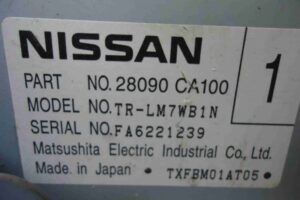 NISSAN
PART NO. 28090 CA100
1
MODEL NO. TR-LM7WB1N
SERIAL NO. FA6221239
Matsushita Electric Industrial Co., Ltd.
Made in Japan • TXFBM01AT05 •